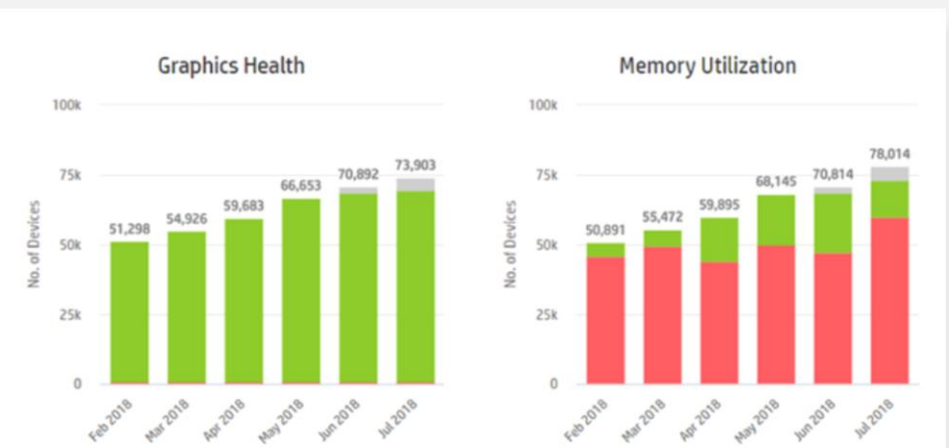 Graphics Health
100k
75k
50k
25k
0
No. of Devices
51,298
54,926
59,683
66,653
70,892
73,903
Feb 2018
Mar 2018
Apr 2018
May 2018
Jun 2018
Jul 2018
Memory Utilization
100k
75k
50k
25k
0
No. of Devices
50,891
55,472
59,895
68,145
70,814
78,014
Feb 2018
Mar 2018
Apr 2018
May 2018
Jun 2018
Jul 2018